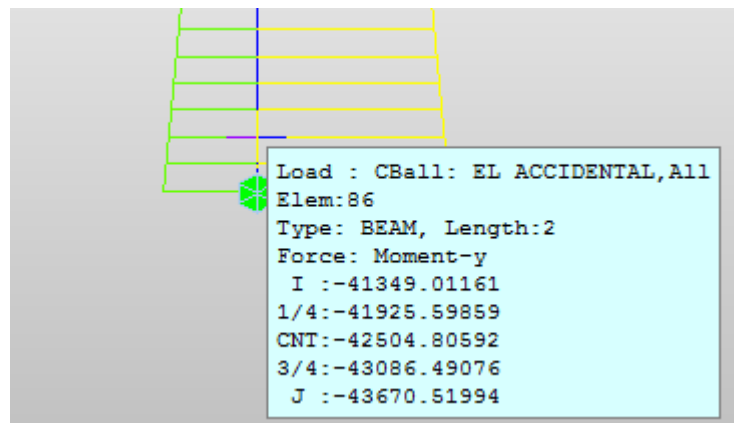 Load : CBall: EL ACCIDENTAL,All
Elem:86
Type: BEAM, Length:2
Force: Moment-y
I :-41349.01161
1/4:-41925.59859
CNT:-42504.80592
3/4:-43086.49076
J :-43670.51994